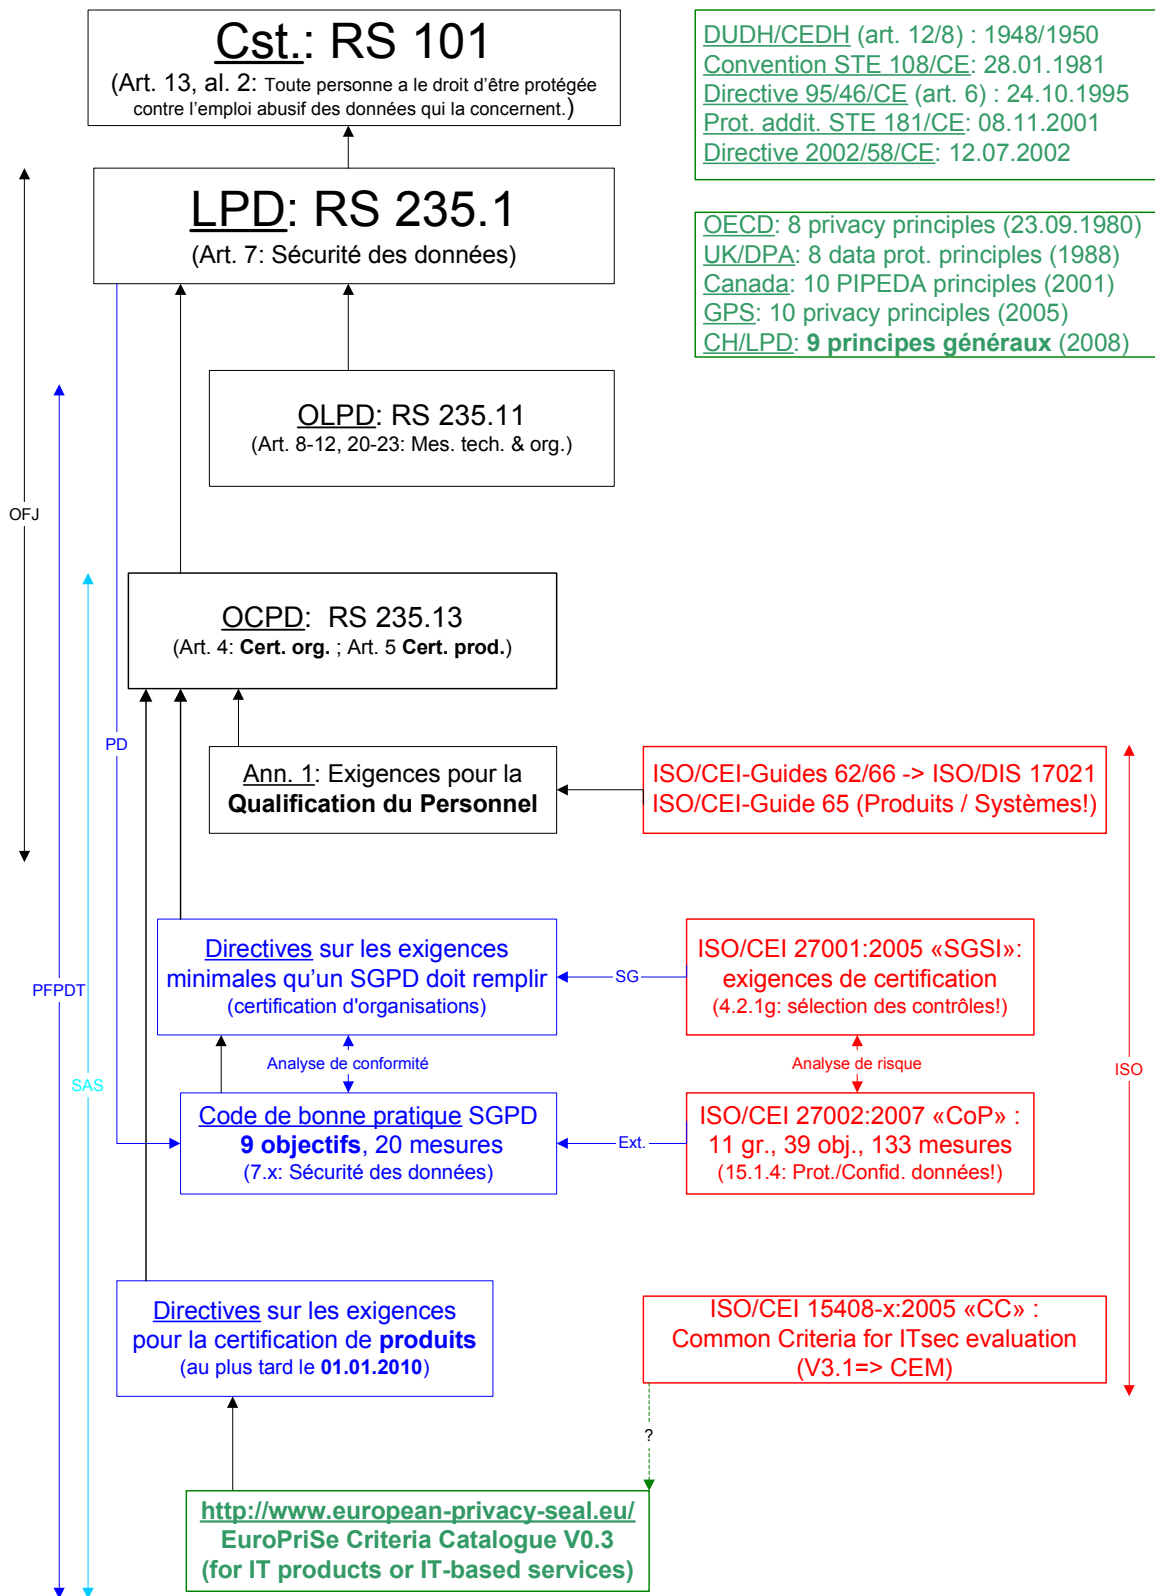 Cst.: RS 101
(Art. 13, al. 2: Toute personne a le droit d'être protégée
contre l'emploi abusif des données qui la concernent.)
DUDH/CEDH (art. 12/8) : 1948/1950
Convention STE 108/CE: 28.01.1981
Directive 95/46/CE (art. 6) : 24.10.1995
Prot. addit. STE 181/CE: 08.11.2001
Directive 2002/58/CE: 12.07.2002
LPD: RS 235.1
(Art. 7: Sécurité des données)
OECD: 8 privacy principles (23.09.1980)
UK/DPA: 8 data prot. principles (1988)
Canada: 10 PIPEDA principles (2001)
GPS: 10 privacy principles (2005)
CH/LPD: 9 principes généraux (2008)
OLPD: RS 235.11
(Art. 8-12, 20-23: Mes. tech. & org.)
OFJ
OCPD: RS 235.13
(Art. 4: Cert. org. ; Art. 5 Cert. prod.)
PD
Ann. 1: Exigences pour la
Qualification du Personnel
ISO/CEI-Guides 62/66 -> ISO/DIS 17021
ISO/CEI-Guide 65 (Produits / Systèmes!)
Directives sur les exigences
minimales qu'un SGPD doit remplir
(certification d'organisations)
SG
ISO/CEI 27001:2005 «SGSI»:
exigences de certification
(4.2.1g: sélection des contrôles!)
PFPDT
SAS
Analyse de conformité
Analyse de risque
ISO
Code de bonne pratique SGPD
9 objectifs, 20 mesures
(7.x: Sécurité des données)
Ext.
ISO/CEI 27002:2007 «CoP» :
11 gr., 39 obj., 133 mesures
(15.1.4: Prot./Confid. données!)
Directives sur les exigences
pour la certification de produits
(au plus tard le 01.01.2010)
ISO/CEI 15408-x:2005 «CC» :
Common Criteria for ITsec evaluation
(V3.1=> CEM)
?
http://www.european-privacy-seal.eu/
EuroPriSe Criteria Catalogue V0.3
(for IT products or IT-based services)